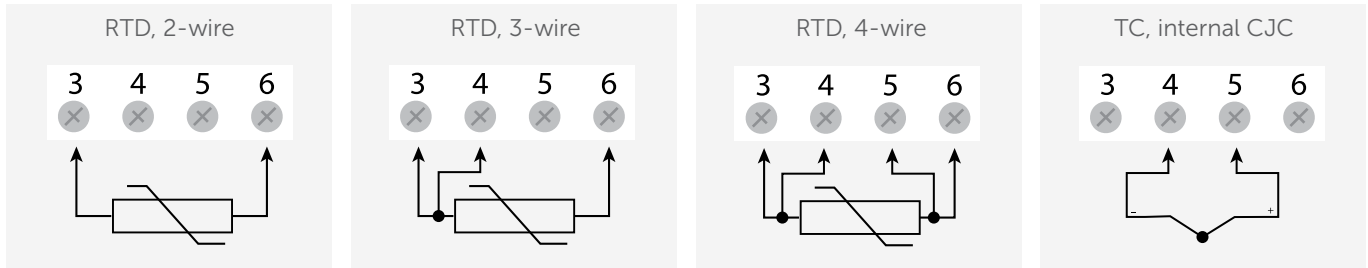 RTD, 2-wire
3 4 5 6
RTD, 3-wire
3 4 5 6
RTD, 4-wire
3 4 5 6
TC, internal CJC
3 4 5 6
- +